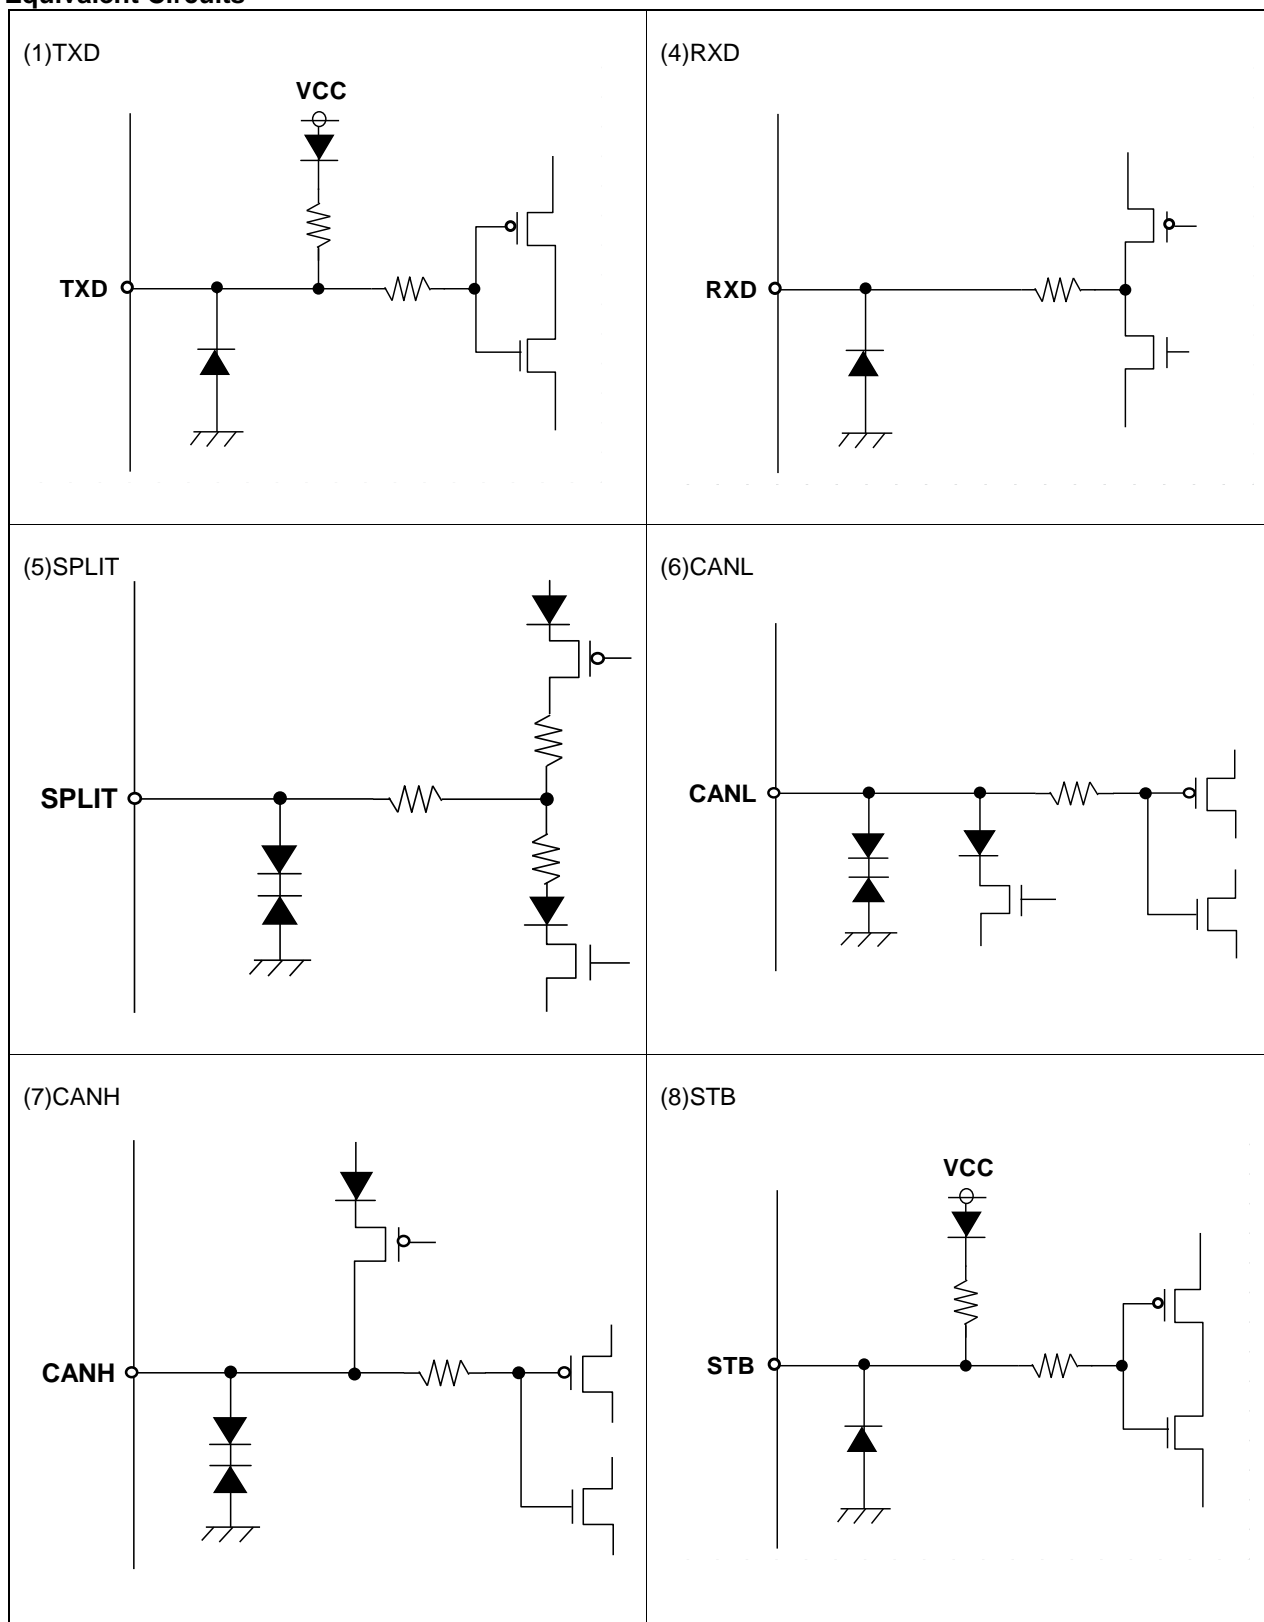 Equivalent Circuits
(1)TXD
VCC
TXD
(4)RXD
RXD
(5)SPLIT
SPLIT
(6)CANL
CANL
(7)CANH
CANH
(8)STB
VCC
STB